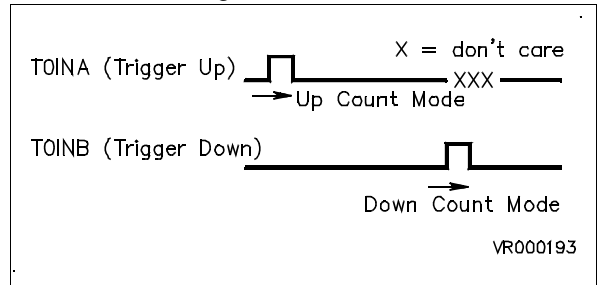 X = don't care
T0INA (Trigger Up)
XXX
Up Count Mode
T0INB (Trigger Down)
Down Count Mode
VR000193